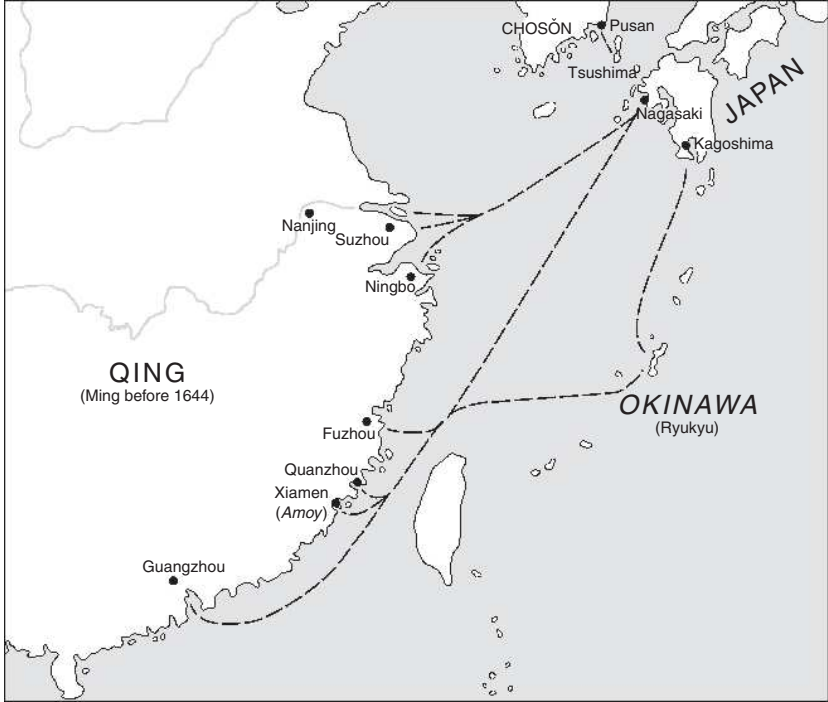 CHOSŎN
Pusan
Tsushima
JAPAN
Nagasaki
Kagoshima
Nanjing
Suzhou
Ningbo
QING
(Ming before 1644)
OKINAWA
(Ryukyu)
Fuzhou
Quanzhou
Xiamen
(Amoy)
Guangzhou